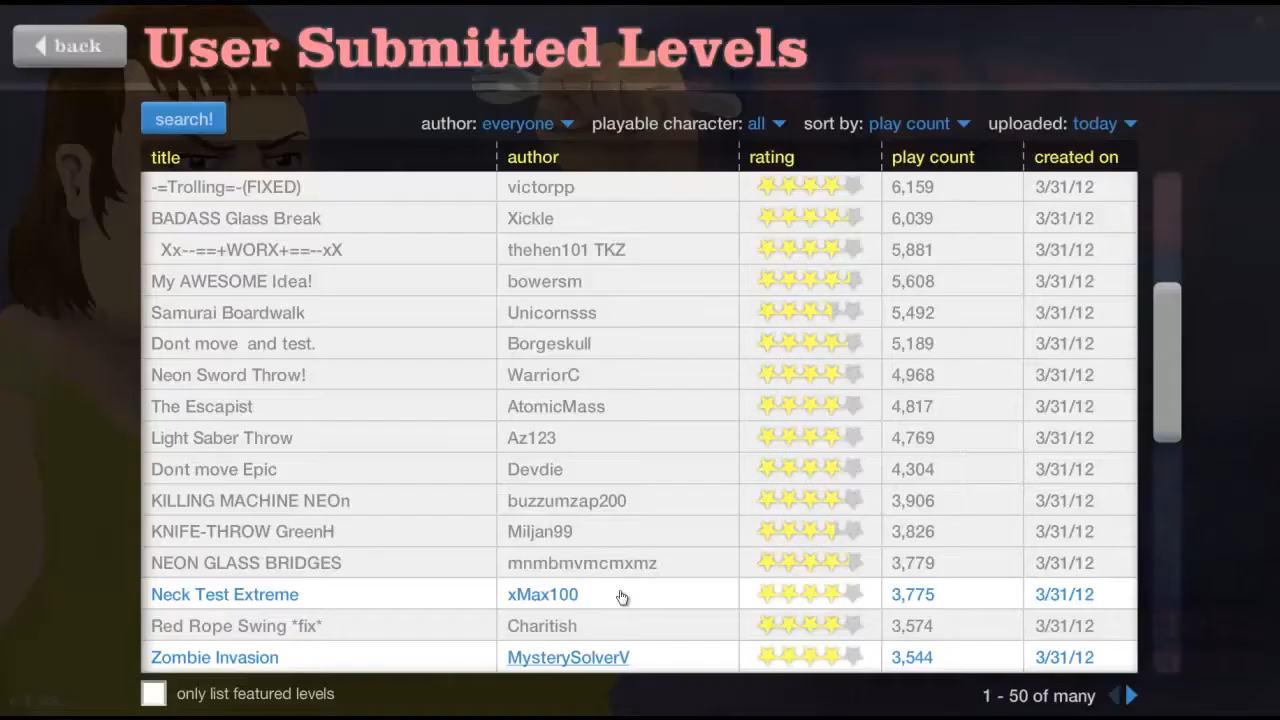 back
User Submitted Levels
search!
author: everyone playable character: all sort by: play count uploaded: today
title author rating play count created on
-=Trolling=-(FIXED) victorpp 6,159 3/31/12
BADASS Glass Break Xickle 6,039 3/31/12
Xx--==+WORX+==--xX thehen101 TKZ 5,881 3/31/12
My AWESOME Idea! bowersm 5,608 3/31/12
Samurai Boardwalk Unicornsss 5,492 3/31/12
Dont move  and test. Borgeskull 5,189 3/31/12
Neon Sword Throw! WarriorC 4,968 3/31/12
The Escapist AtomicMass 4,817 3/31/12
Light Saber Throw Az123 4,769 3/31/12
Dont move Epic Devdie 4,304 3/31/12
KILLING MACHINE NEOn buzzumzap200 3,906 3/31/12
KNIFE-THROW GreenH Miljan99 3,826 3/31/12
NEON GLASS BRIDGES mnmbmvmcmxmz 3,779 3/31/12
Neck Test Extreme xMax100 3,775 3/31/12
Red Rope Swing *fix* Charitish 3,574 3/31/12
Zombie Invasion MysterySolverV 3,544 3/31/12
only list featured levels 1 - 50 of many